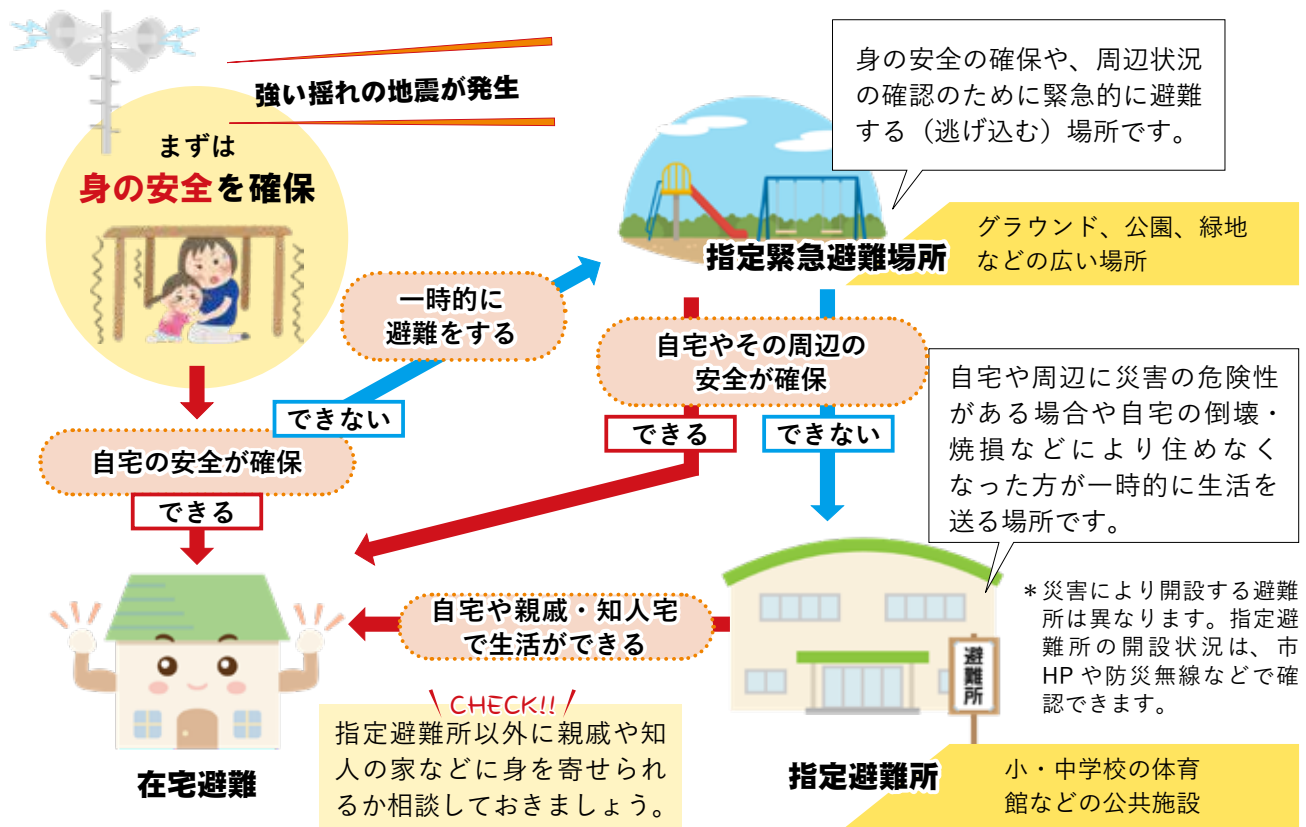 強い揺れの地震が発生
まずは
身の安全を確保
身の安全の確保や、周辺状況
の確認のために緊急的に避難
する（逃げ込む）場所です。
指定緊急避難場所
グラウンド、公園、緑地
などの広い場所
一時的に
避難をする
できない
自宅の安全が確保
できる
自宅やその周辺の
安全が確保
できる
できない
自宅や周辺に災害の危険性
がある場合や自宅の倒壊・
焼損などにより住めなく
なった方が一時的に生活を
送る場所です。
＊災害により開設する避難
所は異なります。指定避
難所の開設状況は、市
HP や防災無線などで確
認できます。
自宅や親戚・知人宅
で生活ができる
避難所
CHECK!!
指定避難所以外に親戚や知
人の家などに身を寄せられ
るか相談しておきましょう。
在宅避難
指定避難所
小・中学校の体育
館などの公共施設